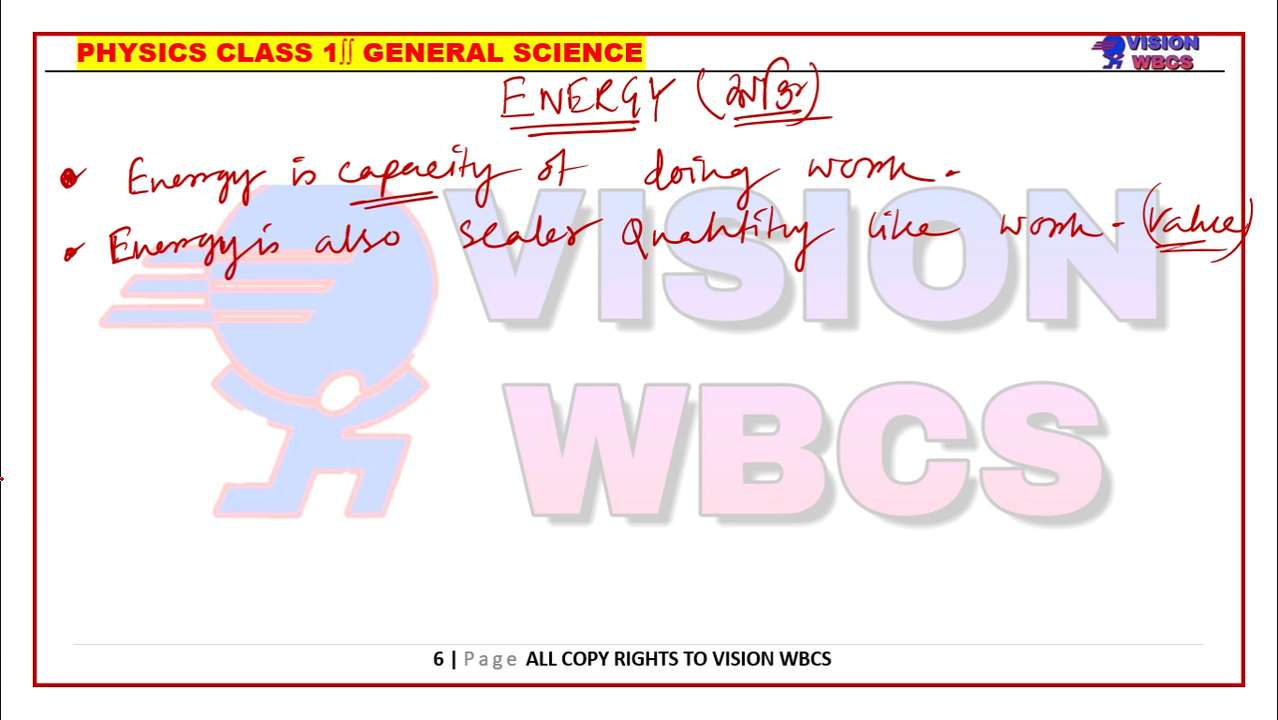 PHYSICS CLASS 1∬ GENERAL SCIENCE
VISION
WBCS
ENERGY (শক্তি)
• Energy is capacity of doing work.
• Energy is also scaler Quantity like work - (value)
VISION
WBCS
6 | Page ALL COPY RIGHTS TO VISION WBCS